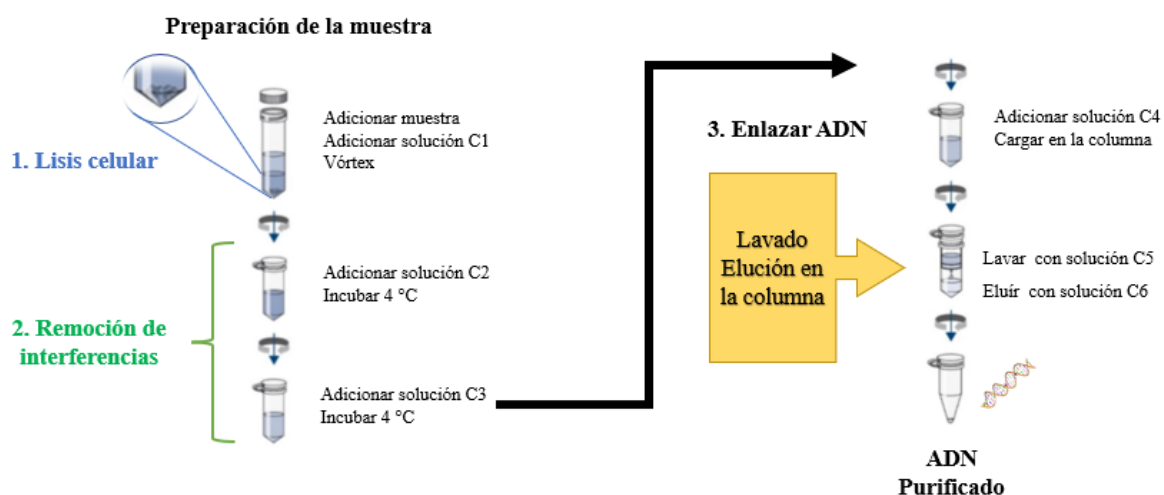 Preparación de la muestra
1. Lisis celular
Adicionar muestra
Adicionar solución C1
Vórtex
2. Remoción de
interferencias
Adicionar solución C2
Incubar 4 °C
Adicionar solución C3
Incubar 4 °C
3. Enlazar ADN
Adicionar solución C4
Cargar en la columna
Lavado
Elución en
la columna
Lavar con solución C5
Eluír con solución C6
ADN
Purificado